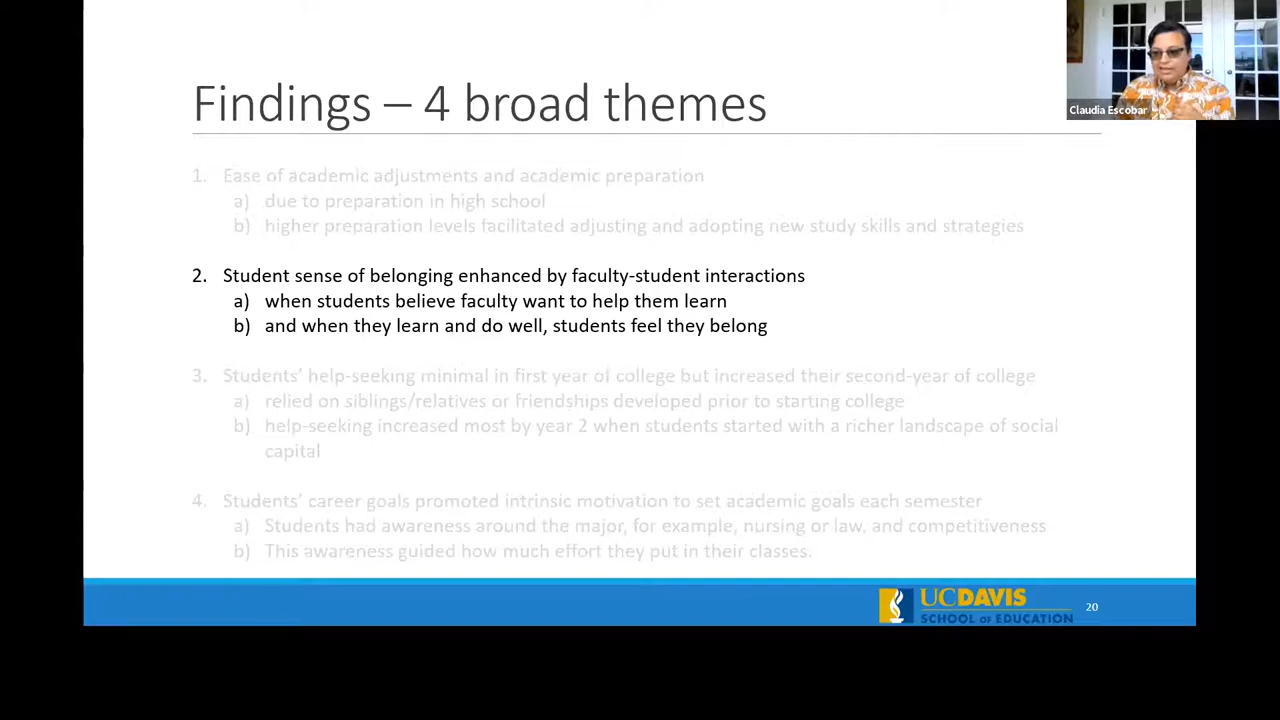 Findings – 4 broad themes
Claudia Escobar
1. Ease of academic adjustments and academic preparation
a) due to preparation in high school
b) higher preparation levels facilitated adjusting and adopting new study skills and strategies
2. Student sense of belonging enhanced by faculty-student interactions
a) when students believe faculty want to help them learn
b) and when they learn and do well, students feel they belong
3. Students’ help-seeking minimal in first year of college but increased their second-year of college
a) relied on siblings/relatives or friendships developed prior to starting college
b) help-seeking increased most by year 2 when students started with a richer landscape of social
capital
4. Students’ career goals promoted intrinsic motivation to set academic goals each semester
a) Students had awareness around the major, for example, nursing or law, and competitiveness
b) This awareness guided how much effort they put in their classes.
UCDAVIS
SCHOOL OF EDUCATION
20